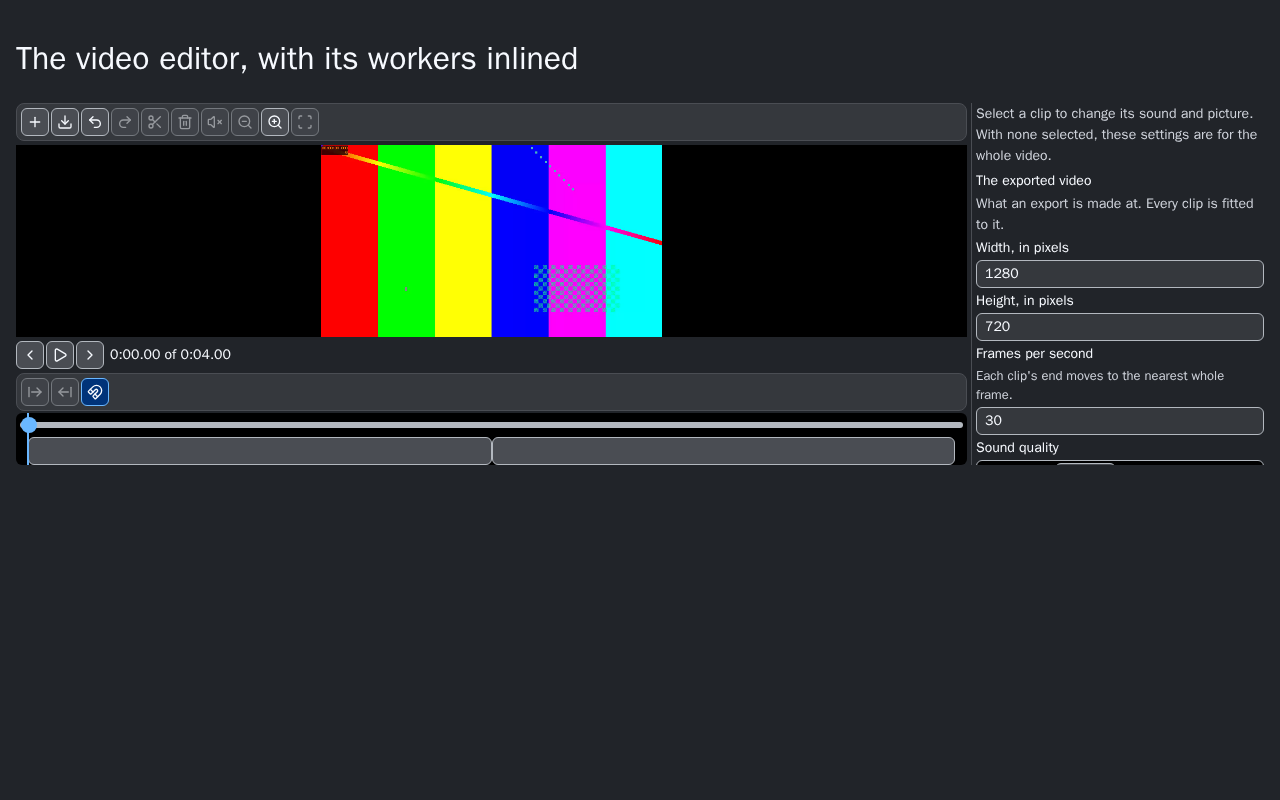 The video editor, with its workers inlined
Select a clip to change its sound and picture.
With none selected, these settings are for the
whole video.
The exported video
What an export is made at. Every clip is fitted
to it.
Width, in pixels
1280
Height, in pixels
720
Frames per second
Each clip's end moves to the nearest whole
frame.
30
Sound quality
0:00.00 of 0:04.00